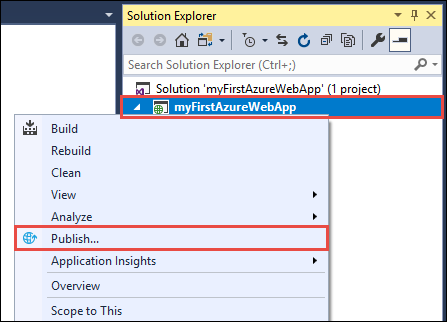 Solution Explorer
Search Solution Explorer (Ctrl+;)
Solution 'myFirstAzureWebApp' (1 project)
myFirstAzureWebApp
Build
Rebuild
Clean
View
Analyze
Publish...
Application Insights
Overview
Scope to This